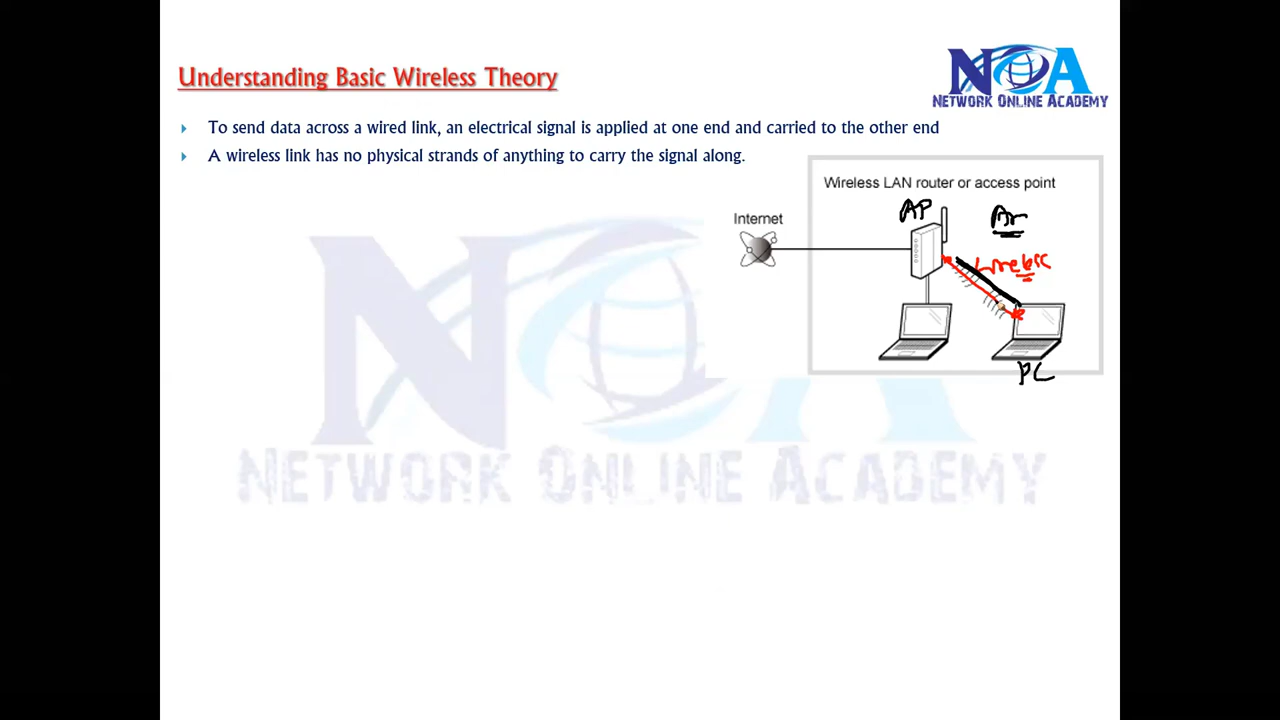 Understanding Basic Wireless Theory
NOA
NETWORK ONLINE ACADEMY
To send data across a wired link, an electrical signal is applied at one end and carried to the other end
A wireless link has no physical strands of anything to carry the signal along.
Wireless LAN router or access point
Internet
AP
PC
NOA
NETWORK ONLINE ACADEMY